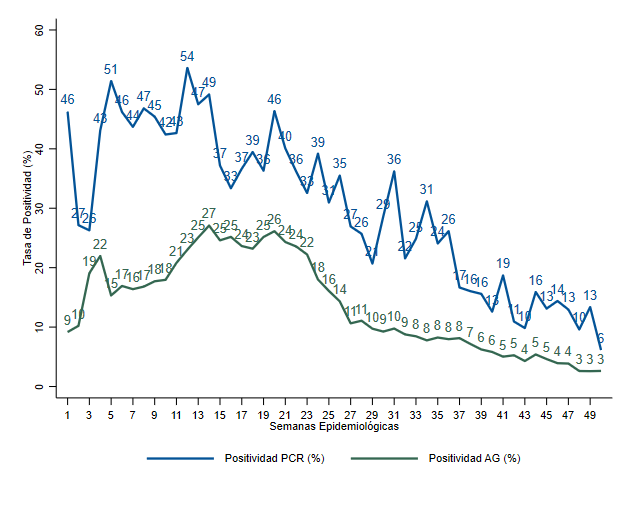 60
50
40
30
20
10
0
Tasa de Positividad (%)
46 27 26 43 51 46 44 47 45 42 43 54 47 49 37 33 37 39 36 46 40 36 33 39 31 35 27 26 21 29 36 22 25 31 24 26 17 16 16 13 19 11 10 16 13 14 13 10 13 6
9 10 19 22 15 17 16 17 18 18 21 23 25 27 25 25 24 23 25 26 24 24 22 18 16 14 11 11 10 9 10 9 8 8 8 8 8 7 6 6 5 5 4 5 5 4 4 3 3 3
1 3 5 7 9 11 13 15 17 19 21 23 25 27 29 31 33 35 37 39 41 43 45 47 49
Semanas Epidemiológicas
Positividad PCR (%) Positividad AG (%)